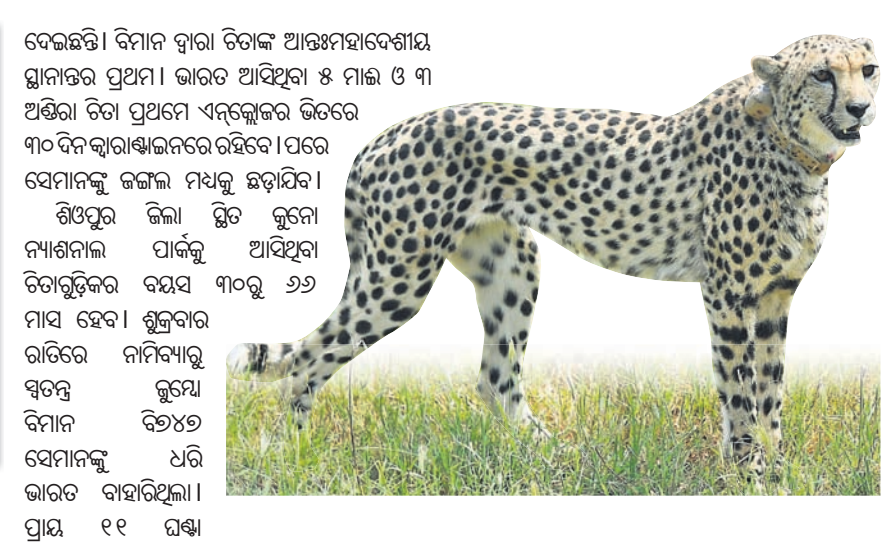 ଦେଇଛନ୍ତି। ବିମାନ ଦ୍ୱାରା ଚିତାଙ୍କ ଆନ୍ତଃମହାଦେଶୀୟ
ସ୍ଥାନାନ୍ତର ପ୍ରଥମ। ଭାରତ ଆସିଥିବା ୫ ମାଈ ଓ ୩
ଅଣ୍ଡିରା ଚିତା ପ୍ରଥମେ ଏନ୍‌କ୍ଲୋଜର ଭିତରେ
୩୦ ଦିନ କ୍ୱାରାଣ୍ଟାଇନରେ ରହିବେ। ପରେ
ସେମାନଙ୍କୁ ଜଙ୍ଗଲ ମଧ୍ୟକୁ ଛଡ଼ାଯିବ।
ଶିଓପୁର ଜିଲା ସ୍ଥିତ କୁନୋ
ନ୍ୟାଶନାଲ ପାର୍କକୁ ଆସିଥିବା
ଚିତାଗୁଡ଼ିକର ବୟସ ୩୦ରୁ ୬୬
ମାସ ହେବ। ଶୁକ୍ରବାର
ରାତିରେ ନାମିବ୍ୟାରୁ
ସ୍ୱତନ୍ତ୍ର ଜୁମ୍ବୋ
ବିମାନ ବି୭୪୭
ସେମାନଙ୍କୁ ଧରି
ଭାରତ ବାହାରିଥିଲା।
ପ୍ରାୟ ୧୧ ଘଣ୍ଟା